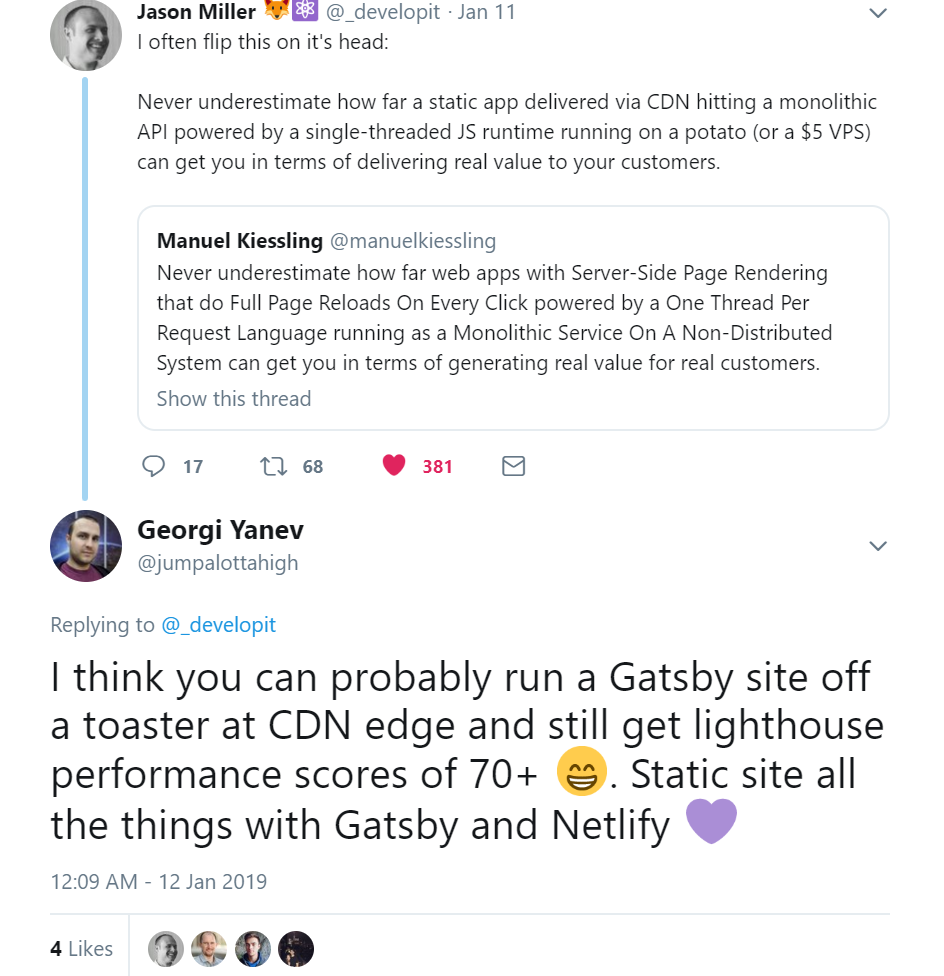 Jason Miller 🦊⚛ @_developit · Jan 11
I often flip this on it's head:
Never underestimate how far a static app delivered via CDN hitting a monolithic
API powered by a single-threaded JS runtime running on a potato (or a $5 VPS)
can get you in terms of delivering real value to your customers.
Manuel Kiessling @manuelkiessling
Never underestimate how far web apps with Server-Side Page Rendering
that do Full Page Reloads On Every Click powered by a One Thread Per
Request Language running as a Monolithic Service On A Non-Distributed
System can get you in terms of generating real value for real customers.
Show this thread
17 68 381
Georgi Yanev
@jumpalottahigh
Replying to @_developit
I think you can probably run a Gatsby site off
a toaster at CDN edge and still get lighthouse
performance scores of 70+ 😁. Static site all
the things with Gatsby and Netlify 💜
12:09 AM - 12 Jan 2019
4 Likes